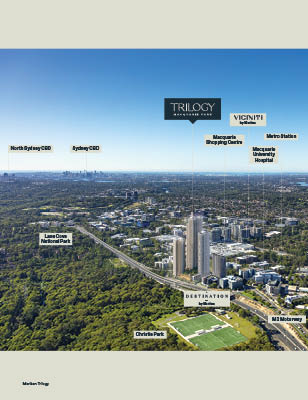 TRILOGY
MACQUARIE PARK
VICINITI
by Meriton
North Sydney CBD
Sydney CBD
Macquarie
Shopping Centre
Metro Station
Macquarie
University
Hospital
Lane Cove
National Park
DESTINATION
by Meriton
Christie Park
M2 Motorway
Meriton Trilogy